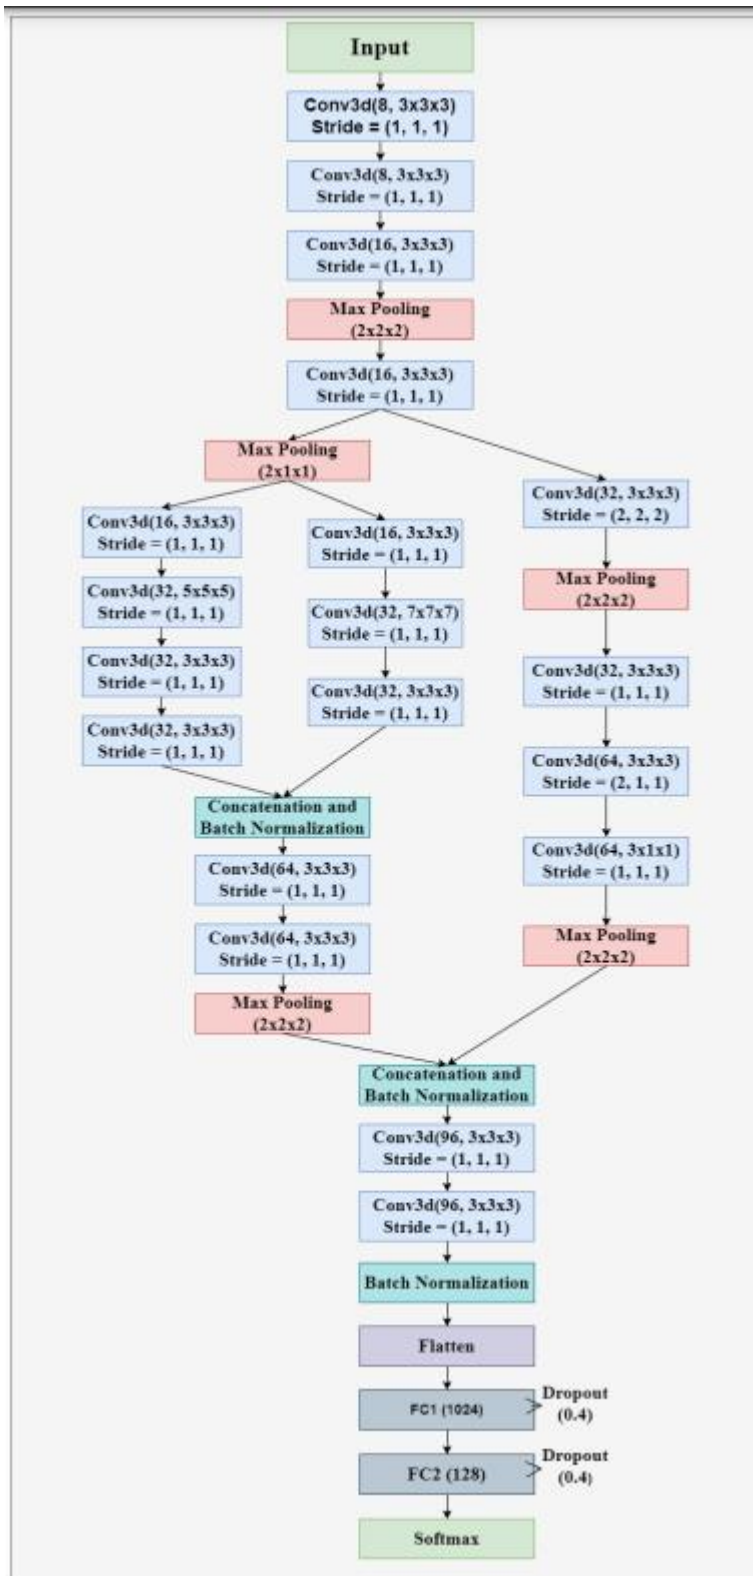 Input
Conv3d(8, 3x3x3)
Stride = (1, 1, 1)
Conv3d(8, 3x3x3)
Stride = (1, 1, 1)
Conv3d(16, 3x3x3)
Stride = (1, 1, 1)
Max Pooling
(2x2x2)
Conv3d(16, 3x3x3)
Stride = (1, 1, 1)
Max Pooling
(2x1x1)
Conv3d(16, 3x3x3)
Stride = (1, 1, 1)
Conv3d(32, 5x5x5)
Stride = (1, 1, 1)
Conv3d(32, 3x3x3)
Stride = (1, 1, 1)
Conv3d(32, 3x3x3)
Stride = (1, 1, 1)
Conv3d(16, 3x3x3)
Stride = (1, 1, 1)
Conv3d(32, 7x7x7)
Stride = (1, 1, 1)
Conv3d(32, 3x3x3)
Stride = (1, 1, 1)
Concatenation and
Batch Normalization
Conv3d(64, 3x3x3)
Stride = (1, 1, 1)
Conv3d(64, 3x3x3)
Stride = (1, 1, 1)
Max Pooling
(2x2x2)
Conv3d(32, 3x3x3)
Stride = (2, 2, 2)
Max Pooling
(2x2x2)
Conv3d(32, 3x3x3)
Stride = (1, 1, 1)
Conv3d(64, 3x3x3)
Stride = (2, 1, 1)
Conv3d(64, 3x1x1)
Stride = (1, 1, 1)
Max Pooling
(2x2x2)
Concatenation and
Batch Normalization
Conv3d(96, 3x3x3)
Stride = (1, 1, 1)
Conv3d(96, 3x3x3)
Stride = (1, 1, 1)
Batch Normalization
Flatten
FC1 (1024)
Dropout
(0.4)
FC2 (128)
Dropout
(0.4)
Softmax